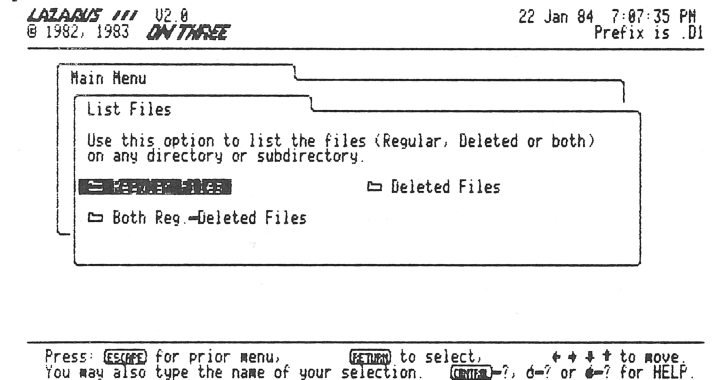 LAZARUS /// V2.0 22 Jan 84 7:07:35 PM
© 1982, 1983 ON THREE Prefix is .D1
Main Menu
List Files
Use this option to list the files (Regular, Deleted or both)
on any directory or subdirectory.
Regular Files Deleted Files
Both Reg.-Deleted Files
Press: ESCAPE for prior menu, RETURN to select, ← → ↓ ↑ to move.
You may also type the name of your selection. CONTROL-?, -? or -? for HELP.